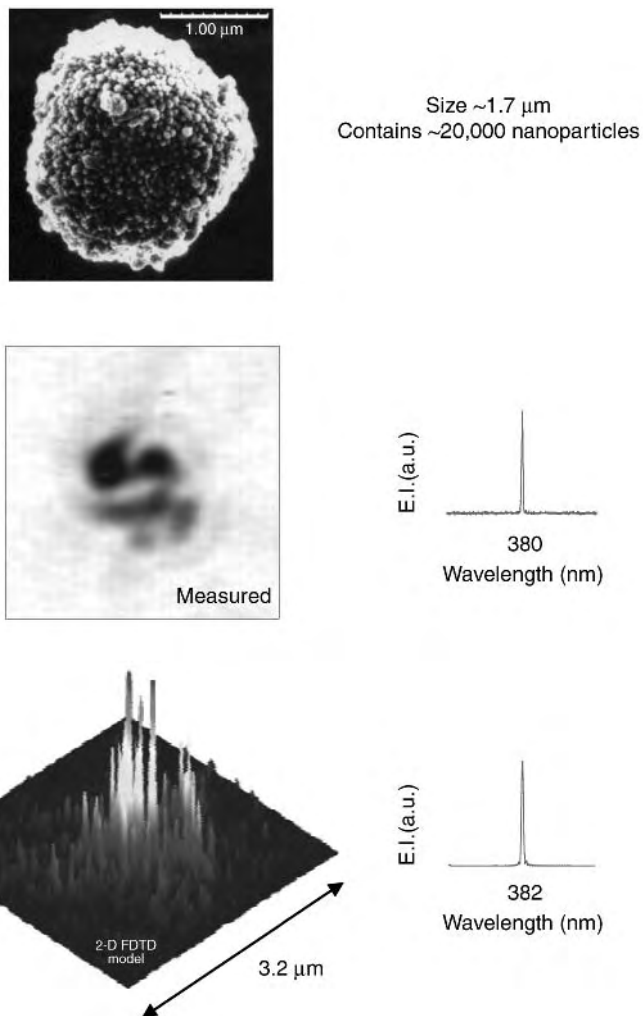 1.00 μm
Size ~1.7 μm
Contains ~20,000 nanoparticles
Measured
E.I.(a.u.)
380
Wavelength (nm)
2-D FDTD
model
3.2 μm
E.I.(a.u.)
382
Wavelength (nm)